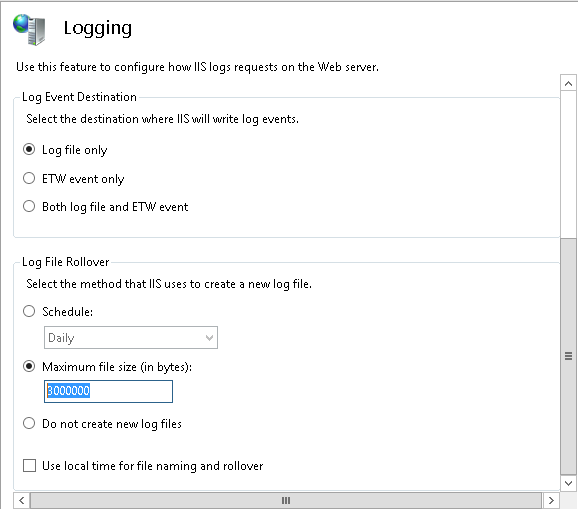 Logging
Use this feature to configure how IIS logs requests on the Web server.
Log Event Destination
Select the destination where IIS will write log events.
Log file only
ETW event only
Both log file and ETW event
Log File Rollover
Select the method that IIS uses to create a new log file.
Schedule:
Daily
Maximum file size (in bytes):
3000000
Do not create new log files
Use local time for file naming and rollover